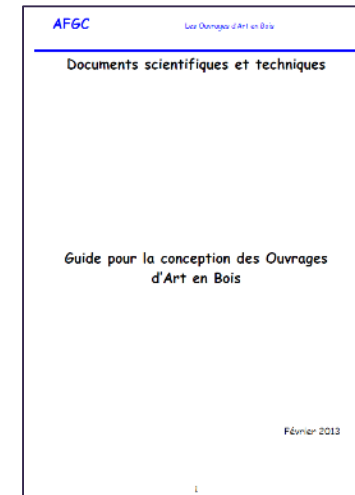 AFGC Les Ouvrages d'Art en Bois
Documents scientifiques et techniques
Guide pour la conception des Ouvrages
d'Art en Bois
Février 2013
1